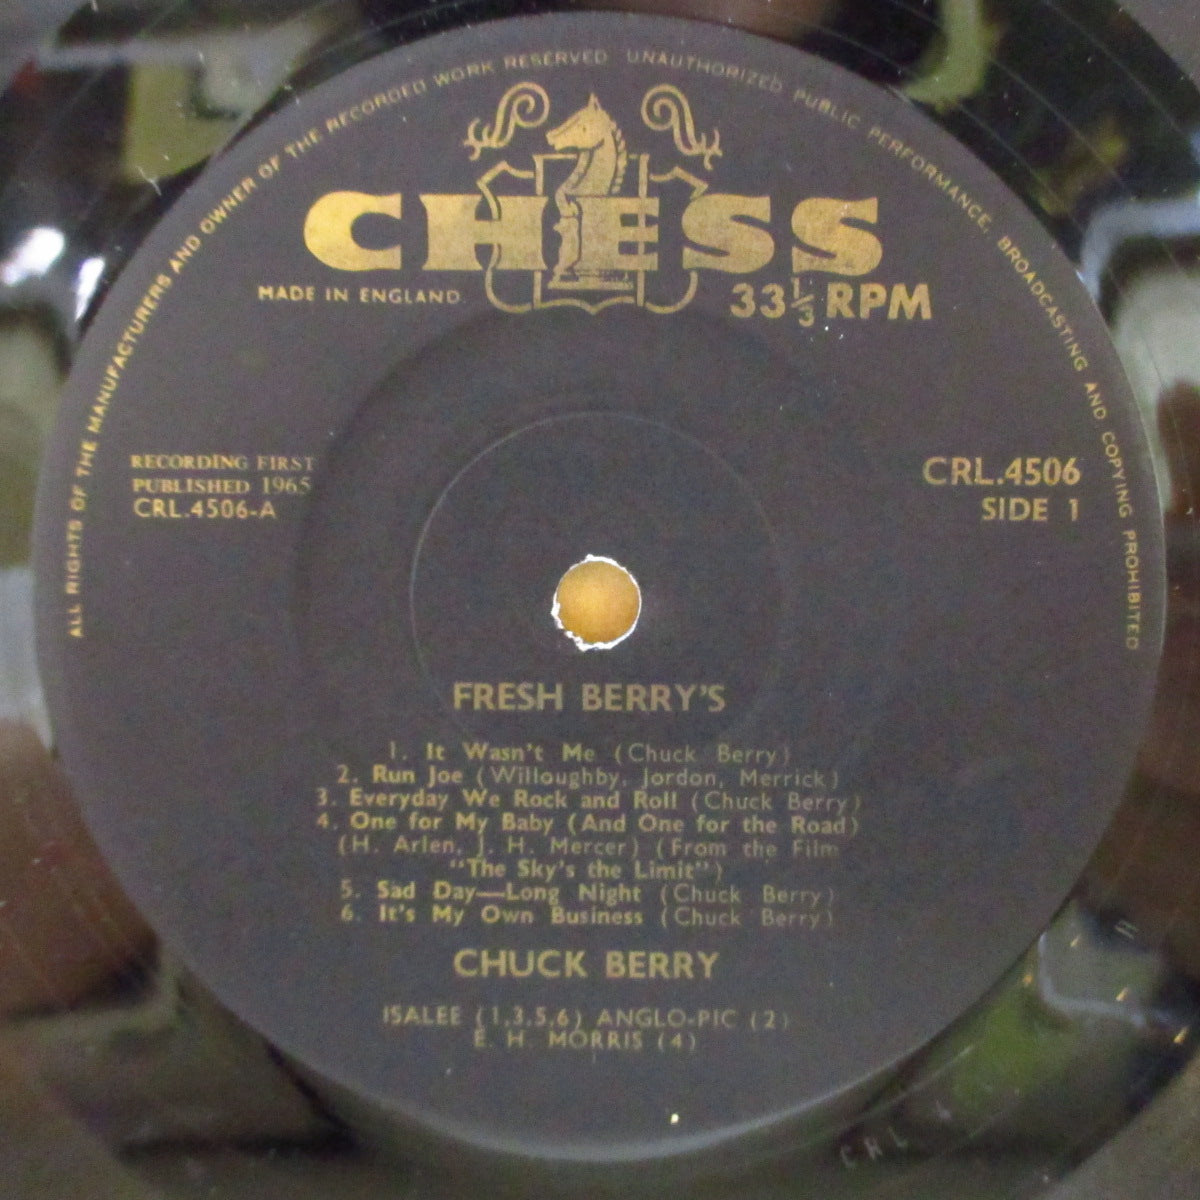 ALL RIGHTS OF THE MANUFACTURERS AND OWNER OF THE RECORDED WORK RESERVED UNAUTHORIZED PUBLIC PERFORMANCE, BROADCASTING AND COPYING PROHIBITED
CHESS
MADE IN ENGLAND.
33⅓ RPM
RECORDING FIRST
PUBLISHED 1965
CRL.4506-A
CRL.4506
SIDE 1
FRESH BERRY'S
1. It Wasn't Me (Chuck Berry)
2. Run Joe (Willoughby, Jordon, Merrick)
3. Everyday We Rock and Roll (Chuck Berry)
4. One for My Baby (And One for the Road)
(H. Arlen, J. H. Mercer) (From the Film
"The Sky's the Limit")
5. Sad Day—Long Night (Chuck Berry)
6. It's My Own Business (Chuck Berry)
CHUCK BERRY
ISALEE (1,3,5,6) ANGLO-PIC (2)
E. H. MORRIS (4)
CRL